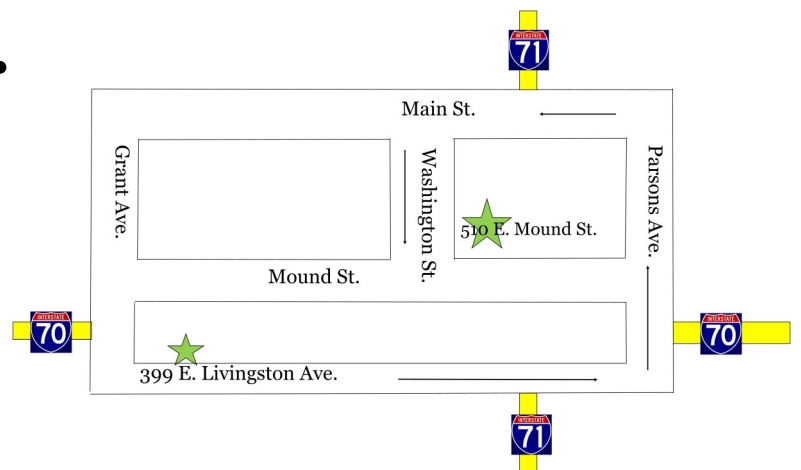 INTERSTATE
71
Main St.
Grant Ave.
Washington St.
Parsons Ave.
510 E. Mound St.
Mound St.
INTERSTATE
70
INTERSTATE
70
399 E. Livingston Ave.
INTERSTATE
71